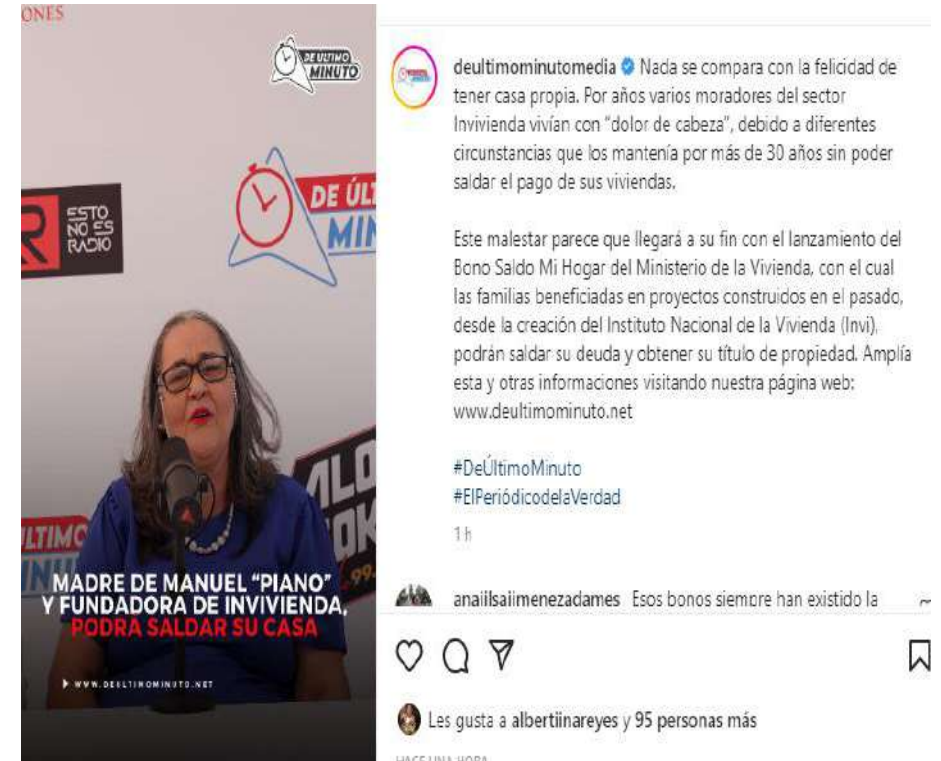 ONES
DE ULTIMO
MINUTO
ESTO
NO ES
RADIO
DE ÚL
MIN
ALO
99.
ULTIMO
MADRE DE MANUEL “PIANO”
Y FUNDADORA DE INVIVIENDA,
PODRA SALDAR SU CASA
WWW.DEULTIMOMINUTO.NET
deultimominutomedia Nada se compara con la felicidad de
tener casa propia. Por años varios moradores del sector
Invivienda vivían con “dolor de cabeza”, debido a diferentes
circunstancias que los mantenía por más de 30 años sin poder
saldar el pago de sus viviendas.
Este malestar parece que llegará a su fin con el lanzamiento del
Bono Saldo Mi Hogar del Ministerio de la Vivienda, con el cual
las familias beneficiadas en proyectos construidos en el pasado,
desde la creación del Instituto Nacional de la Vivienda (Invi),
podrán saldar su deuda y obtener su título de propiedad. Amplía
esta y otras informaciones visitando nuestra página web:
www.deultimominuto.net
#DeÚltimoMinuto
#ElPeriódicodelaVerdad
1 h
anaiilsaiimenezadames Esos bonos siempre han existido la
Les gusta a albertiinareyes y 95 personas más
HACE UNA HORA